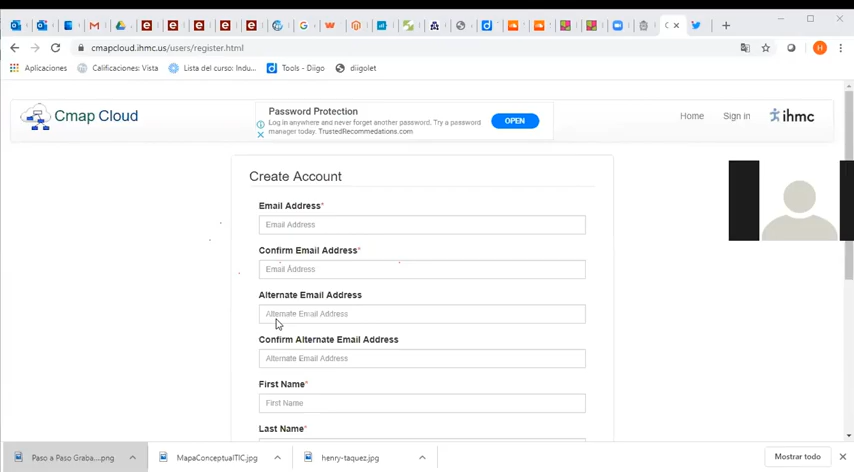 cmapcloud.ihmc.us/users/register.html
H
Aplicaciones
Calificaciones: Vista
Lista del curso: Indu...
Tools - Diigo
diigolet
Cmap Cloud
Password Protection
Log in anywhere and never forget another password. Try a password
manager today. TrustedRecommendations.com
OPEN
Home
Sign in
ihmc
Create Account
Email Address*
Email Address
Confirm Email Address*
Email Address
Alternate Email Address
Alternate Email Address
Confirm Alternate Email Address
Alternate Email Address
First Name*
First Name
Last Name*
Paso a Paso Graba....png
MapaConceptualTIC.jpg
henry-taquez.jpg
Mostrar todo